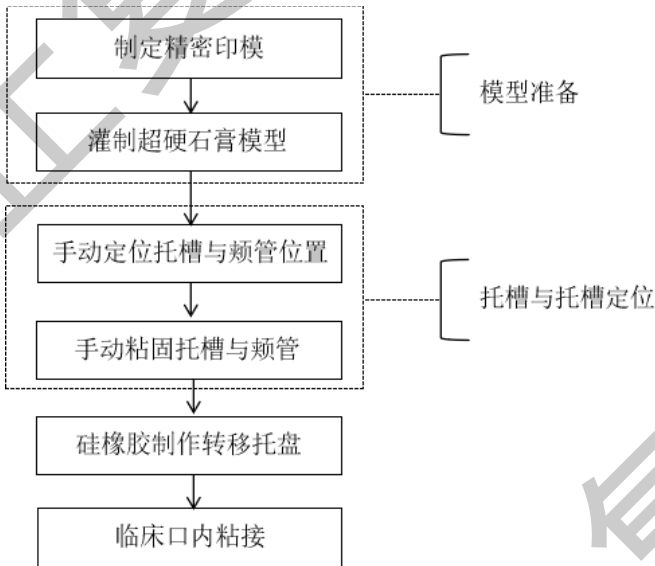 制定精密印模
模型准备
灌制超硬石膏模型
手动定位托槽与颊管位置
托槽与托槽定位
手动粘固托槽与颊管
硅橡胶制作转移托盘
临床口内粘接